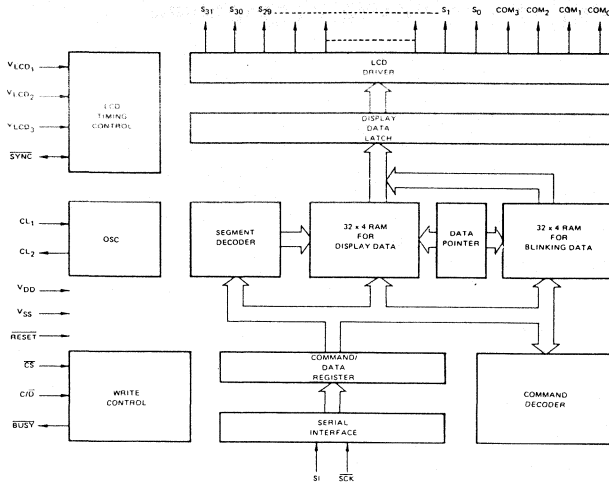 S31 S30 S29 S1 S0 COM3 COM2 COM1 COM0
LCD
DRIVER
VLCD1
VLCD2
VLCD3
SYNC
LCD
TIMING
CONTROL
DISPLAY
DATA
LATCH
CL1
CL2
OSC
SEGMENT
DECODER
32 x 4 RAM
FOR
DISPLAY DATA
DATA
POINTER
32 x 4 RAM
FOR
BLINKING DATA
VDD
VSS
RESET
CS
C/D
BUSY
WRITE
CONTROL
COMMAND/
DATA
REGISTER
COMMAND
DECODER
SERIAL
INTERFACE
SI SCK